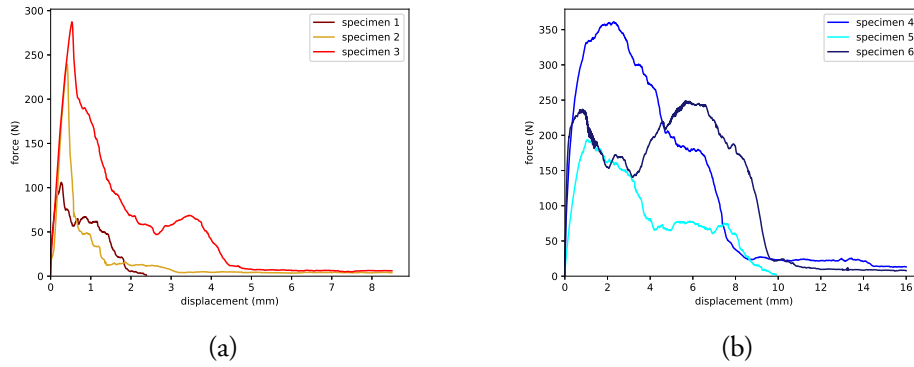 300
250
200
150
100
50
0
force (N)
0 1 2 3 4 5 6 7 8
displacement (mm)
specimen 1
specimen 2
specimen 3
(a)
350
300
250
200
150
100
50
0
force (N)
0 2 4 6 8 10 12 14 16
displacement (mm)
specimen 4
specimen 5
specimen 6
(b)